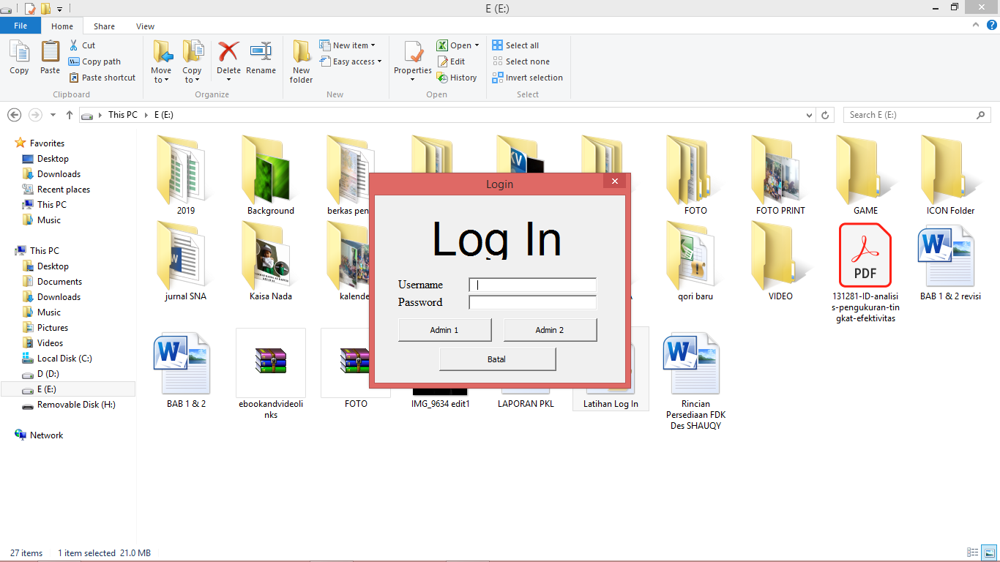 E (E:)
File Home Share View
Copy Paste Cut Copy path Paste shortcut
Move to Copy to Delete Rename
New folder New item Easy access
Properties Open Edit History
Select all Select none Invert selection
Clipboard Organize New Open Select
This PC E (E:) Search E (E:)
Favorites
Desktop
Downloads
Recent places
This PC
Music
This PC
Desktop
Documents
Downloads
Music
Pictures
Videos
Local Disk (C:)
D (D:)
E (E:)
Removable Disk (H:)
Network
2019 Background berkas FOTO FOTO PRINT GAME ICON Folder
jurnal SNA Kaisa Nada qori baru VIDEO 131281-ID-analisi BAB 1 & 2 revisi
s-pengukuran-tin
gkat-efektivitas
PDF
BAB 1 & 2 ebookandvideoli FOTO IMG_9634 edit1 LAPORAN PKL Latihan Log In Rincian
nks Persediaan FDK
Des SHAUQY
Login
Log In
Username
Password
Admin 1 Admin 2
Batal
27 items 1 item selected 21.0 MB